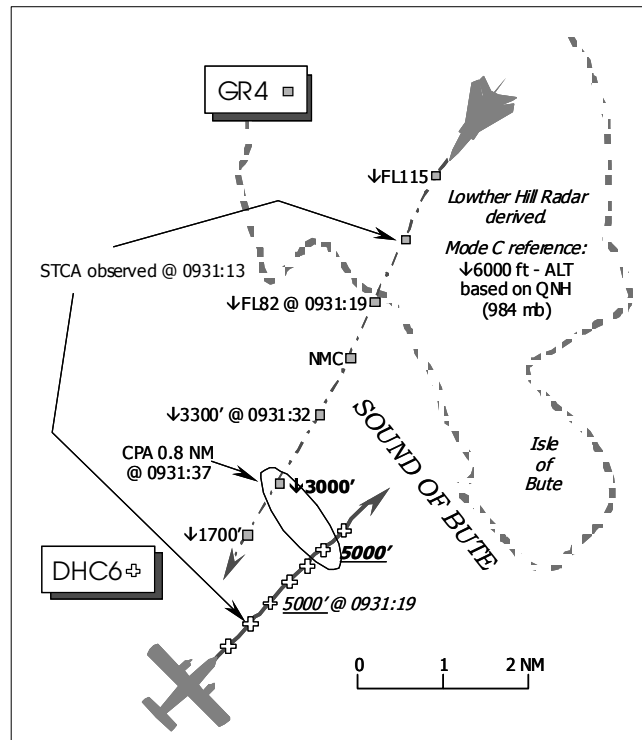 GR4
↓FL115
Lowther Hill Radar
derived.
Mode C reference:
↓6000 ft - ALT
based on QNH
(984 mb)
STCA observed @ 0931:13
↓FL82 @ 0931:19
NMC
↓3300' @ 0931:32
CPA 0.8 NM
@ 0931:37
↓3000'
SOUND OF BUTE
Isle
of
Bute
↓1700'
5000'
DHC6
5000' @ 0931:19
0 1 2 NM